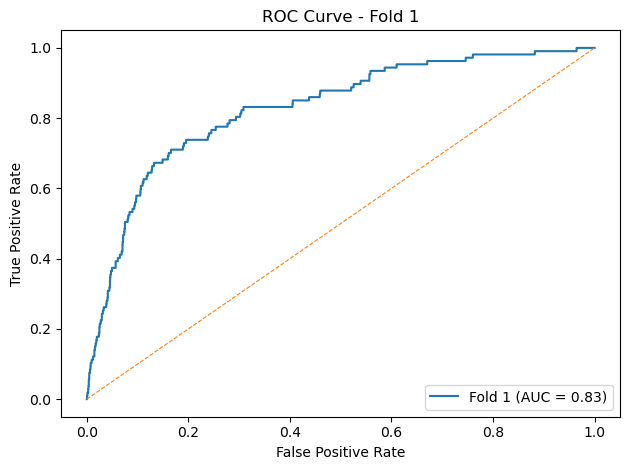 ROC Curve - Fold 1
1.0
0.8
0.6
0.4
0.2
0.0
True Positive Rate
Fold 1 (AUC = 0.83)
0.0 0.2 0.4 0.6 0.8 1.0
False Positive Rate